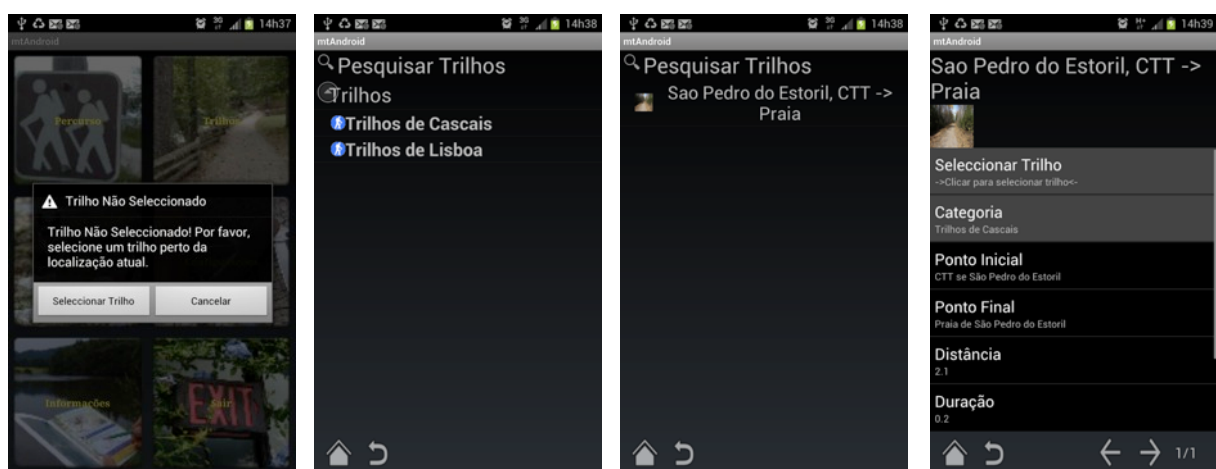 14h37
mtAndroid
Percurso
Trilhos
Trilho Não Seleccionado
Trilho Não Seleccionado! Por favor,
selecione um trilho perto da
localização atual.
Seleccionar Trilho
Cancelar
Informações
Sair
EXIT
3G
14h38
mtAndroid
Pesquisar Trilhos
Trilhos
Trilhos de Cascais
Trilhos de Lisboa
3G
14h38
mtAndroid
Pesquisar Trilhos
Sao Pedro do Estoril, CTT ->
Praia
H+
14h39
mtAndroid
Sao Pedro do Estoril, CTT ->
Praia
Seleccionar Trilho
->Clicar para selecionar trilho<-
Categoria
Trilhos de Cascais
Ponto Inicial
CTT se São Pedro do Estoril
Ponto Final
Praia de São Pedro do Estoril
Distância
2.1
Duração
0.2
1/1